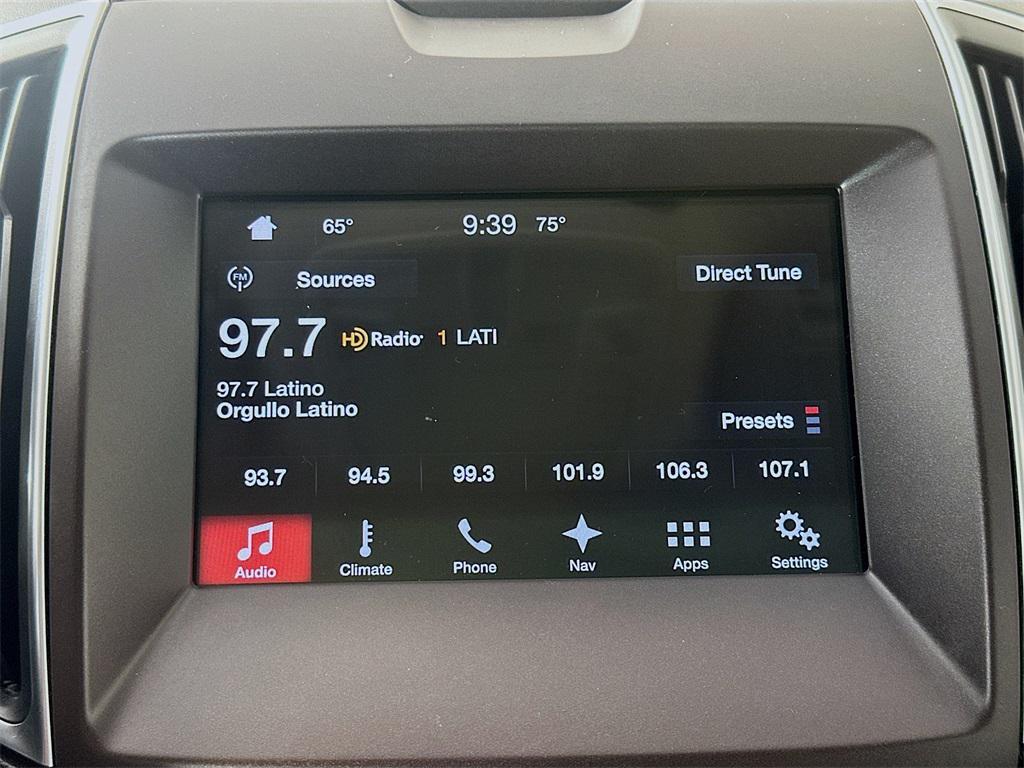 65° 9:39 75°
FM Sources Direct Tune
97.7 HD Radio 1 LATI
97.7 Latino
Orgullo Latino
Presets
93.7 94.5 99.3 101.9 106.3 107.1
Audio Climate Phone Nav Apps Settings